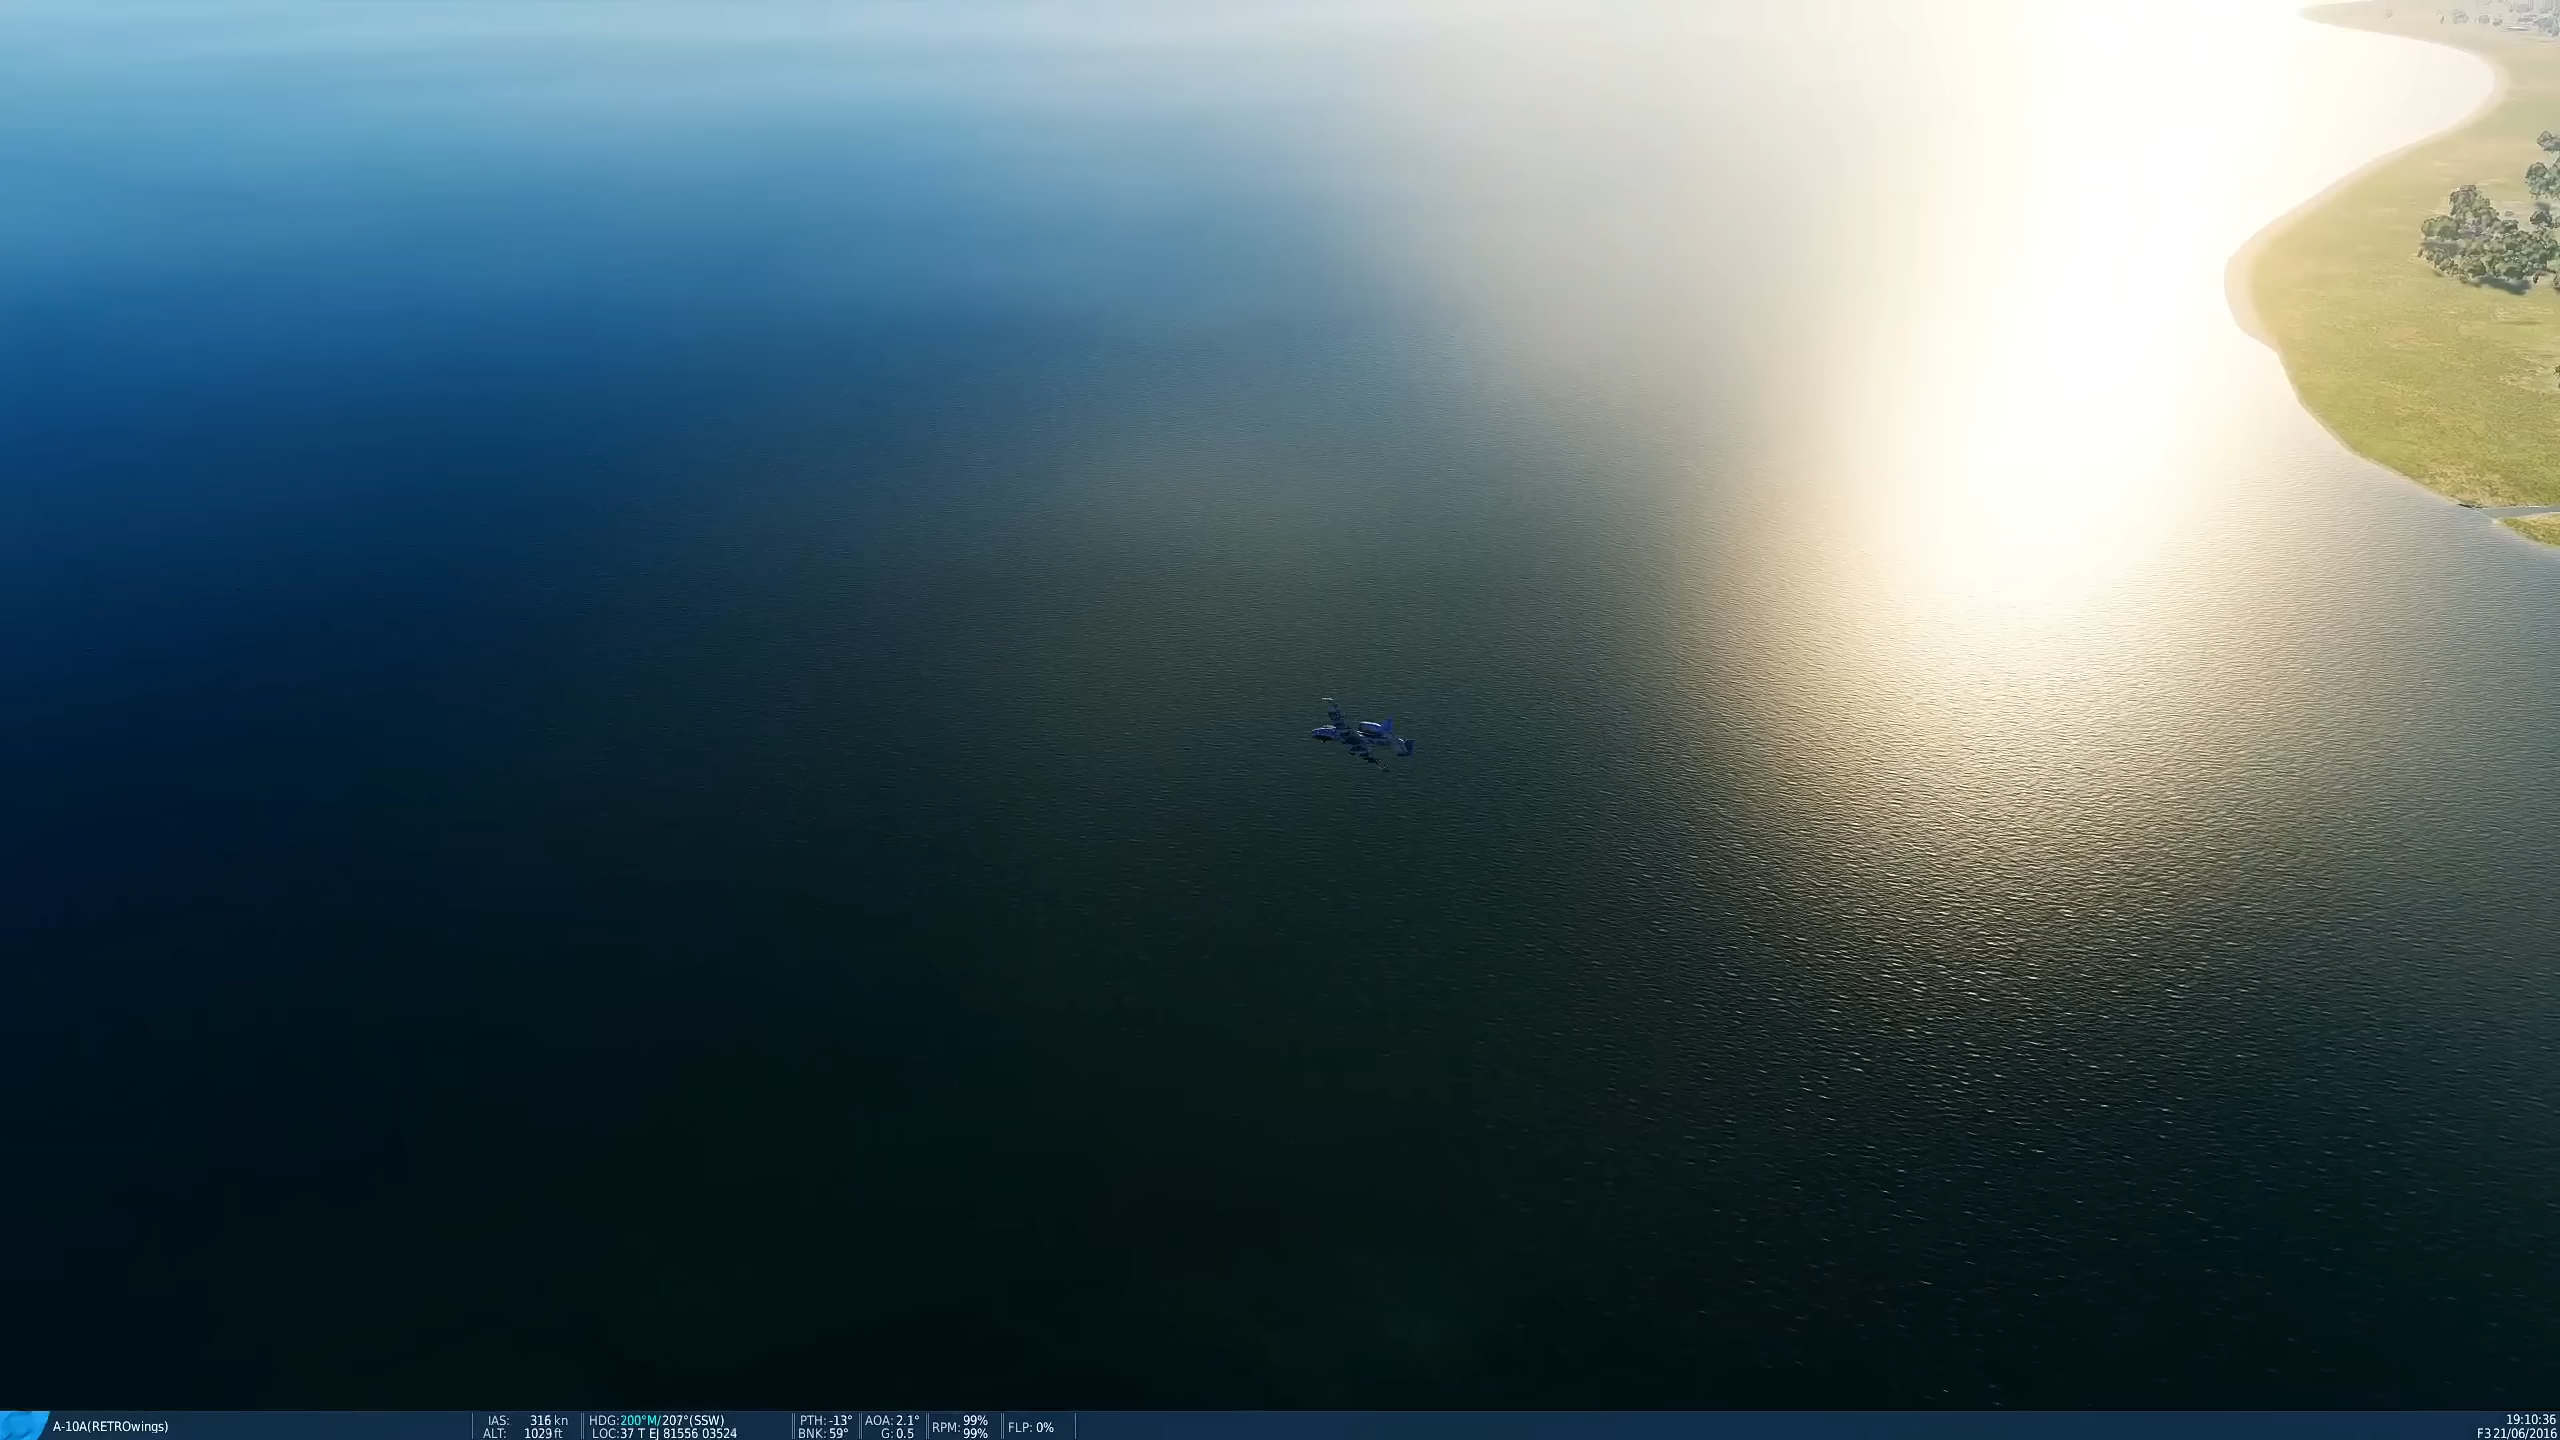 A-10A(RETROwings)
IAS: 316 kn
ALT: 1029 ft
HDG:200°M/207°(SSW)
LOC:37 T EJ 81556 03524
PTH: -13°
BNK: 59°
AOA: 2.1°
G: 0.5
RPM: 99%
99%
FLP: 0%
19:10:36
F3 21/06/2016